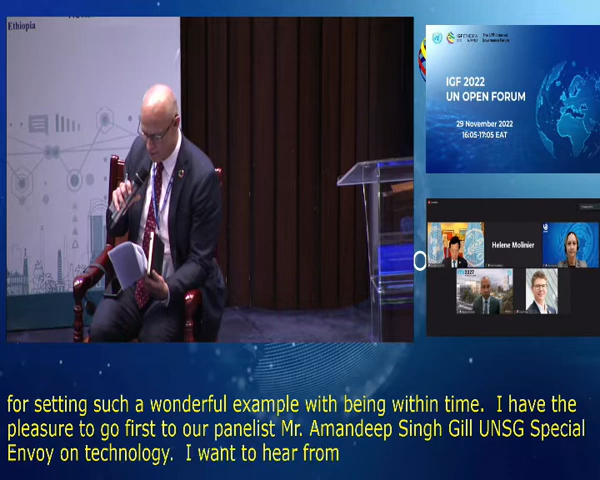 Ethiopia
IGF 2022
UN OPEN FORUM
29 November 2022
16:05-17:05 EAT
Helene Molinier
for setting such a wonderful example with being within time. I have the
pleasure to go first to our panelist Mr. Amandeep Singh Gill UNSG Special
Envoy on technology. I want to hear from